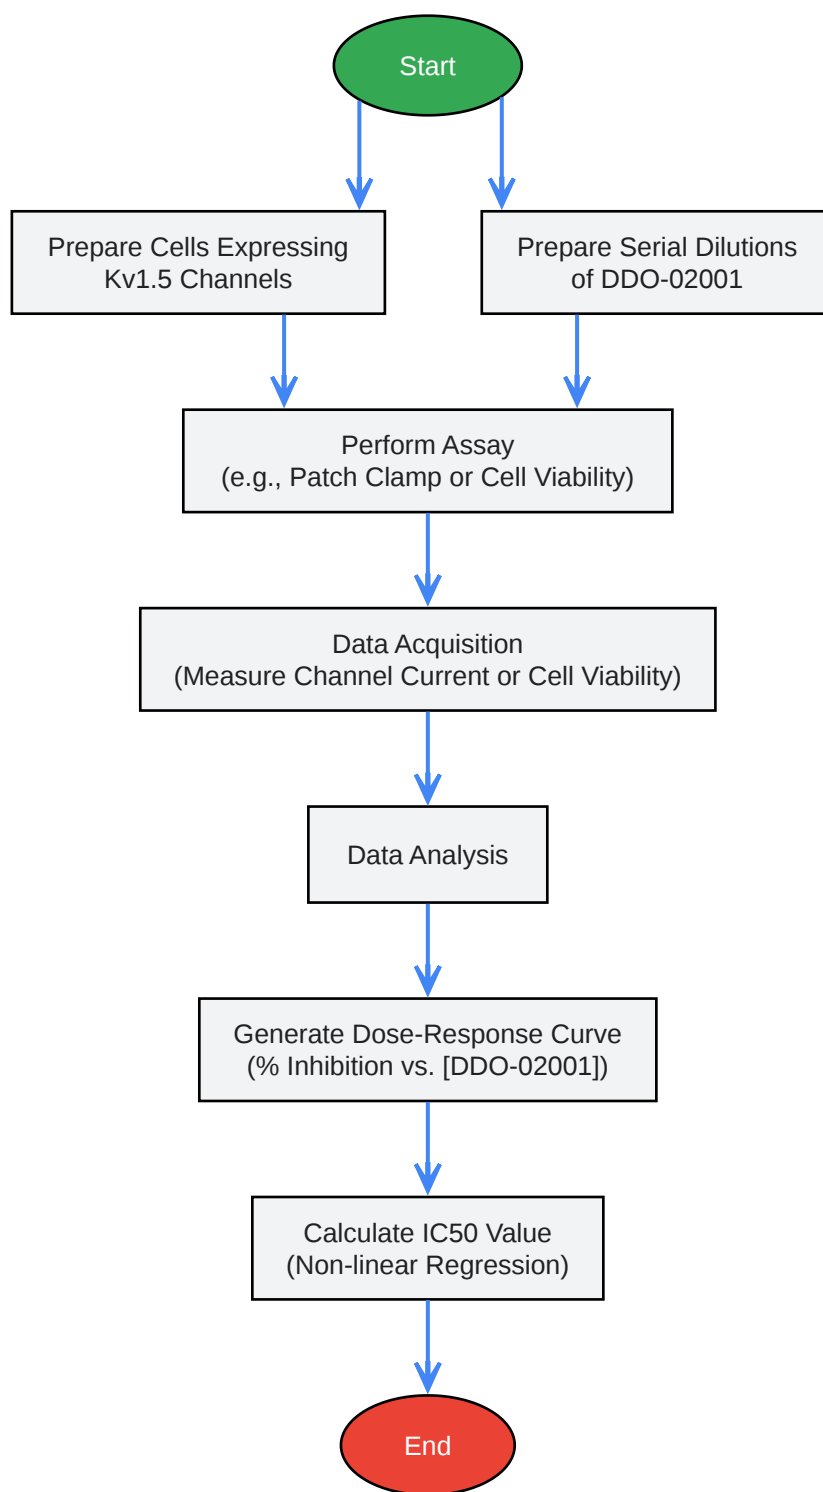 Start
Prepare Cells Expressing
Kv1.5 Channels
Prepare Serial Dilutions
of DDO-02001
Perform Assay
(e.g., Patch Clamp or Cell Viability)
Data Acquisition
(Measure Channel Current or Cell Viability)
Data Analysis
Generate Dose-Response Curve
(% Inhibition vs. [DDO-02001])
Calculate IC50 Value
(Non-linear Regression)
End